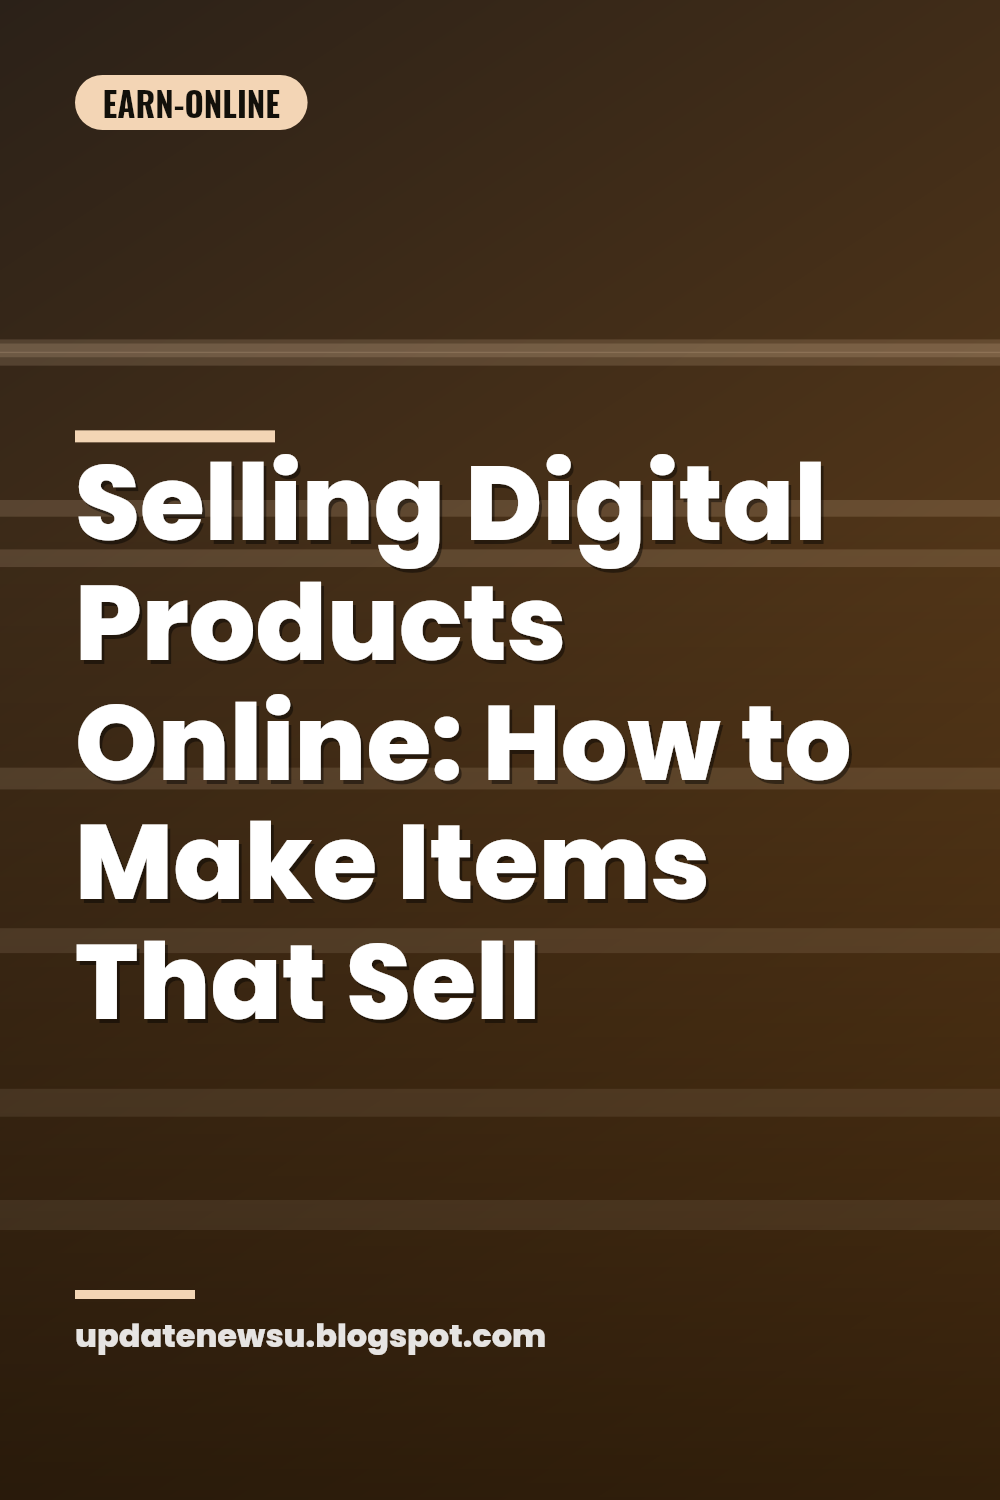 EARN-ONLINE
Selling Digital
Products
Online: How to
Make Items
That Sell
updatenewsu.blogspot.com